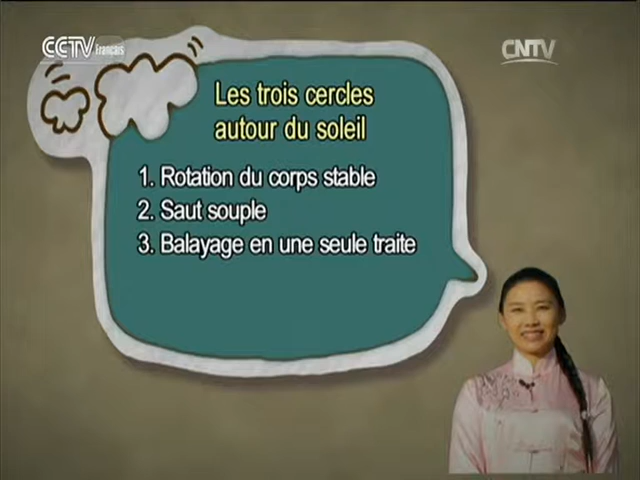 CCTV Français
CNTV
Les trois cercles
autour du soleil
1. Rotation du corps stable
2. Saut souple
3. Balayage en une seule traite